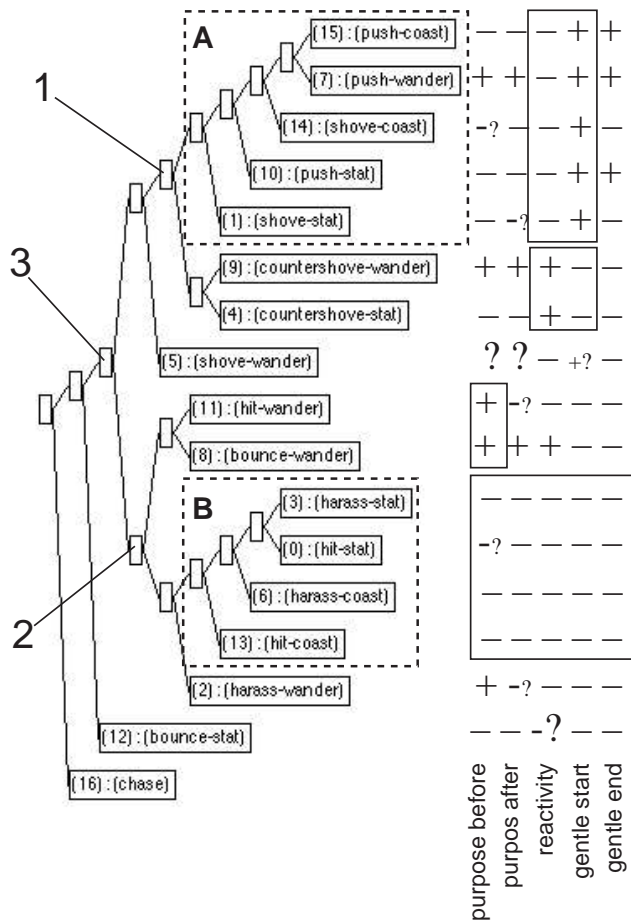 A
(15) : (push-coast) — — — + +
(7) : (push-wander) + + — + +
1
(14) : (shove-coast) -? — — + —
(10) : (push-stat) — — — + +
(1) : (shove-stat) — -? — + —
(9) : (countershove-wander) + + + — —
3
(4) : (countershove-stat) — — + — —
(5) : (shove-wander) ? ? — +? —
(11) : (hit-wander) + -? — — —
(8) : (bounce-wander) + + + — —
B
(3) : (harass-stat) — — — — —
(0) : (hit-stat) -? — — — —
2
(6) : (harass-coast) — — — — —
(13) : (hit-coast) — — — — —
(2) : (harass-wander) + -? — — —
(12) : (bounce-stat) — — -? — —
(16) : (chase)
purpose before
purpos after
reactivity
gentle start
gentle end